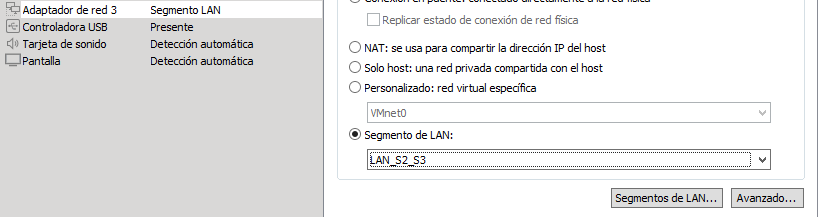 Adaptador de red 3 Segmento LAN
Controladora USB Presente
Tarjeta de sonido Detección automática
Pantalla Detección automática
Conexión en puente: conectado directamente a la red física
Replicar estado de conexión de red física
NAT: se usa para compartir la dirección IP del host
Solo host: una red privada compartida con el host
Personalizado: red virtual específica
VMnet0
Segmento de LAN:
LAN_S2_S3
Segmentos de LAN... Avanzado...